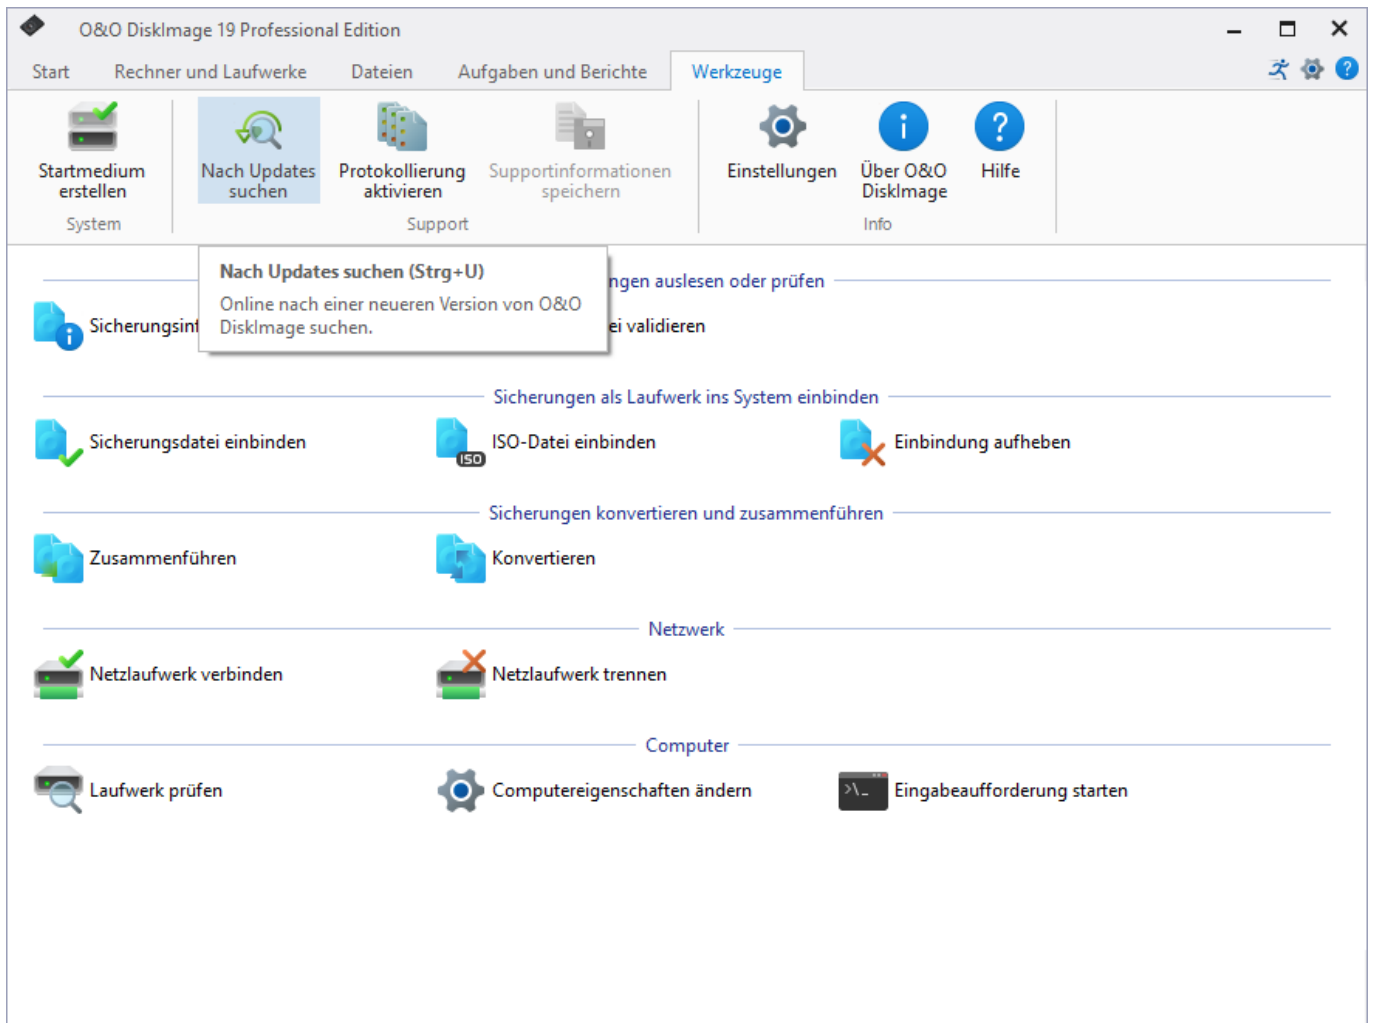 O&O DiskImage 19 Professional Edition
Start Rechner und Laufwerke Dateien Aufgaben und Berichte Werkzeuge
Startmedium erstellen
Nach Updates suchen
Protokollierung aktivieren
Supportinformationen speichern
Einstellungen
Über O&O DiskImage
Hilfe
System Support Info
Nach Updates suchen (Strg+U)
Online nach einer neueren Version von O&O
DiskImage suchen.
ngen auslesen oder prüfen
Sicherungsinf
ei validieren
Sicherungen als Laufwerk ins System einbinden
Sicherungsdatei einbinden ISO-Datei einbinden Einbindung aufheben
ISO
Sicherungen konvertieren und zusammenführen
Zusammenführen Konvertieren
Netzwerk
Netzlaufwerk verbinden Netzlaufwerk trennen
Computer
Laufwerk prüfen Computereigenschaften ändern Eingabeaufforderung starten